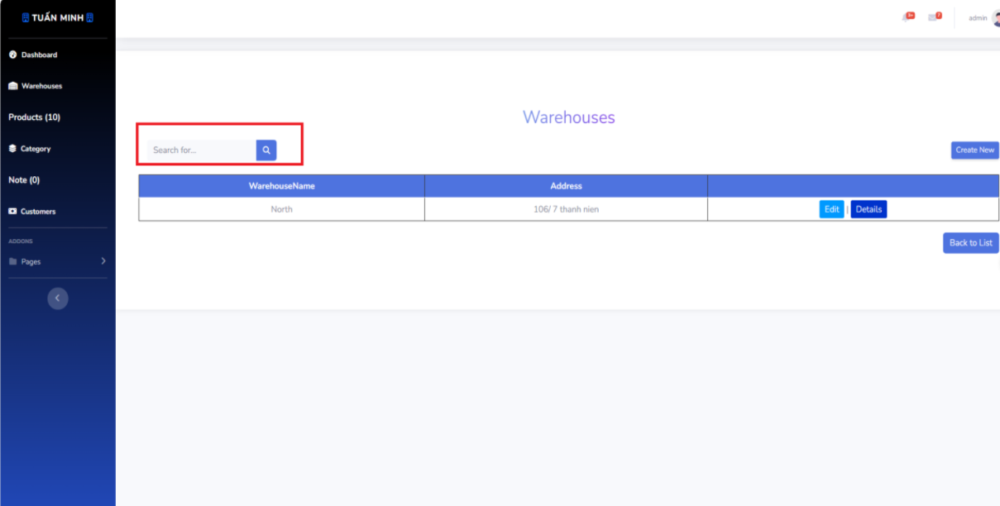 TUẤN MINH
3+
7
admin
Dashboard
Warehouses
Products (10)
Category
Note (0)
Customers
ADDONS
Pages
Warehouses
Search for...
Create New
WarehouseName Address
North 106/ 7 thanh nien Edit | Details
Back to List